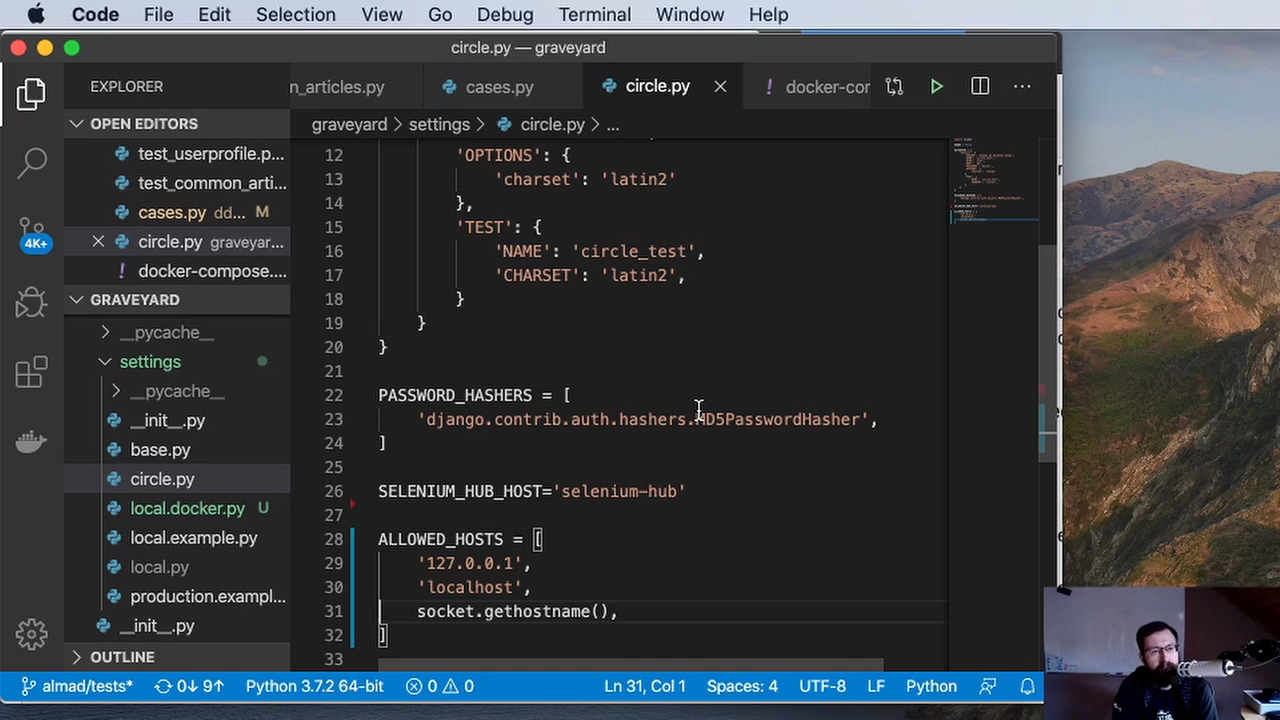 Code File Edit Selection View Go Debug Terminal Window Help
circle.py — graveyard
EXPLORER
n_articles.py cases.py circle.py docker-cor
OPEN EDITORS
graveyard > settings > circle.py > ...
test_userprofile.p...
test_common_arti...
cases.py dd... M
circle.py graveyar...
docker-compose....
4K+
GRAVEYARD
__pycache__
settings
__pycache__
__init__.py
base.py
circle.py
local.docker.py U
local.example.py
local.py
production.exampl...
__init__.py
OUTLINE
12 'OPTIONS': {
13 'charset': 'latin2'
14 },
15 'TEST': {
16 'NAME': 'circle_test',
17 'CHARSET': 'latin2',
18 }
19 }
20 }
21
22 PASSWORD_HASHERS = [
23 'django.contrib.auth.hashers.MD5PasswordHasher',
24 ]
25
26 SELENIUM_HUB_HOST='selenium-hub'
27
28 ALLOWED_HOSTS = [
29 '127.0.0.1',
30 'localhost',
31 socket.gethostname(),
32 ]
33
almad/tests* 0↓ 9↑ Python 3.7.2 64-bit 0 0 Ln 31, Col 1 Spaces: 4 UTF-8 LF Python